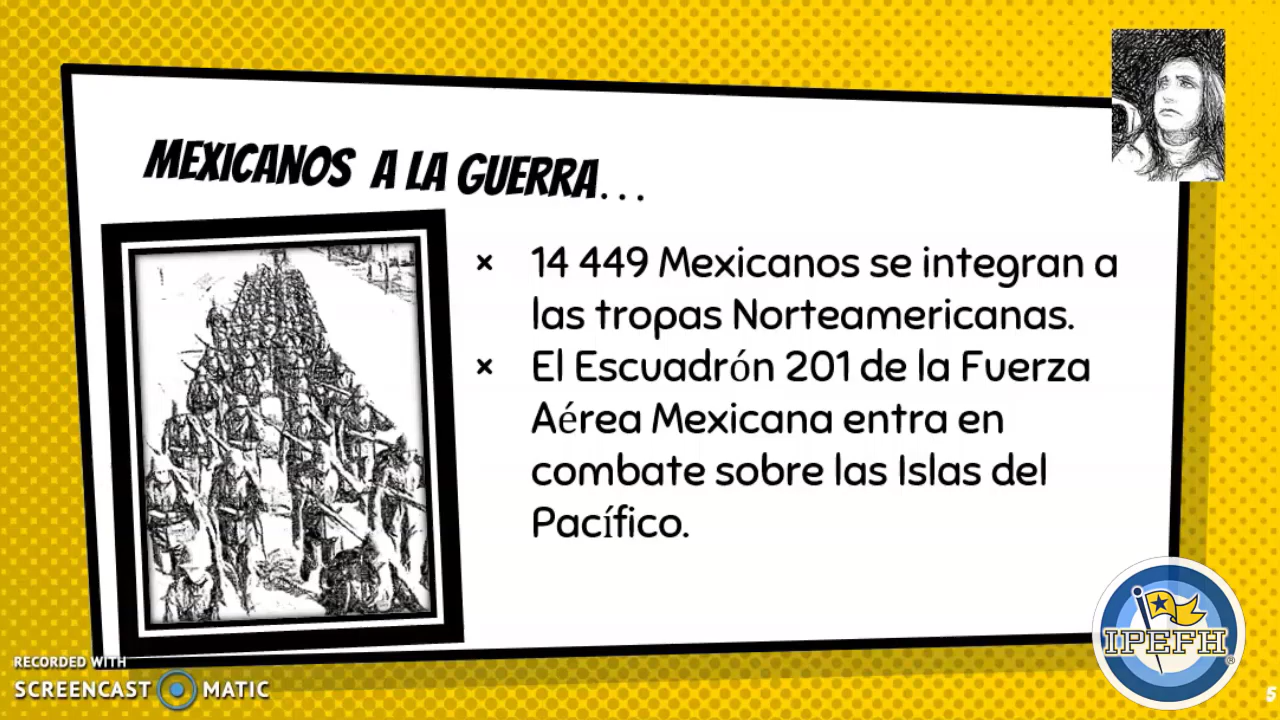 MEXICANOS A LA GUERRA...
× 14 449 Mexicanos se integran a
las tropas Norteamericanas.
× El Escuadrón 201 de la Fuerza
Aérea Mexicana entra en
combate sobre las Islas del
Pacífico.
IPEFH®
RECORDED WITH
SCREENCAST MATIC
5